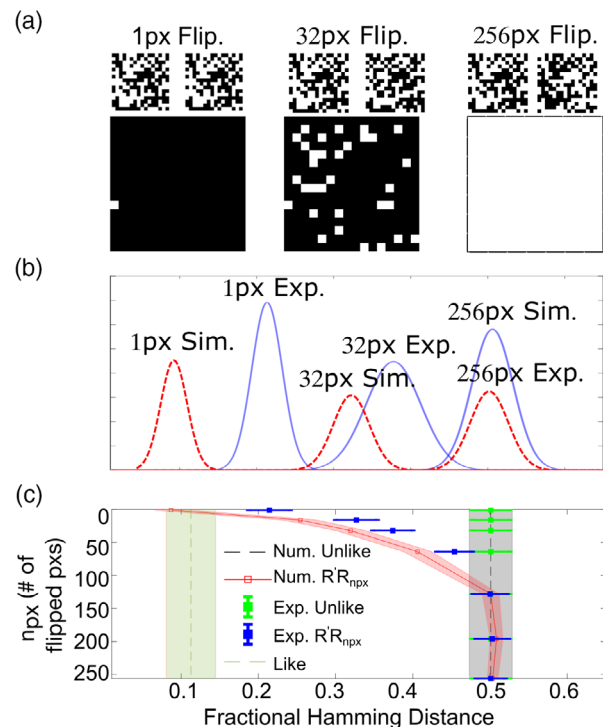 (a)
1px Flip. 32px Flip. 256px Flip.
(b)
1px Exp.
256px Sim.
1px Sim.
32px Exp.
32px Sim.
256px Exp.
(c)
0
50
100
150
200
250
npx (# of
flipped pxs)
Num. Unlike
Num. R'Rnpx
Exp. Unlike
Exp. R'Rnpx
Like
0.1 0.2 0.3 0.4 0.5 0.6
Fractional Hamming Distance